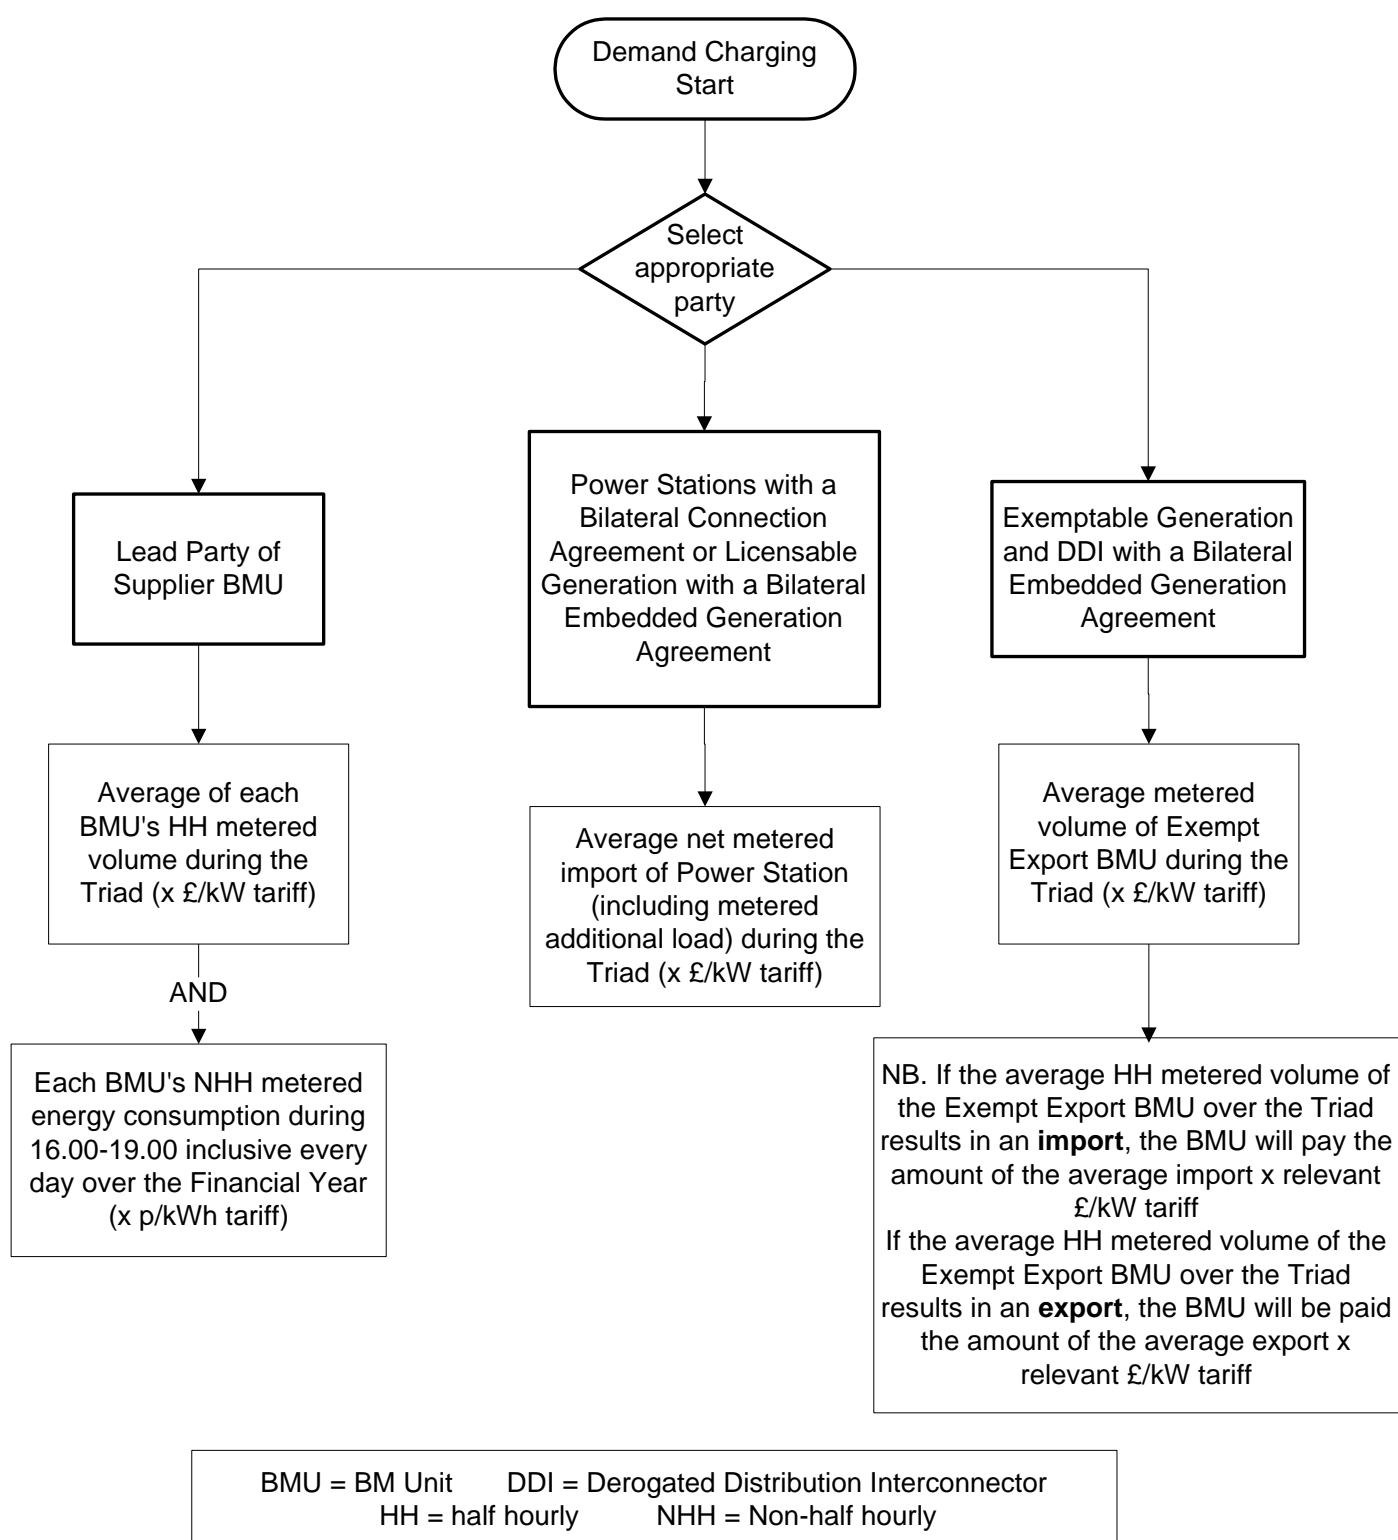 Demand Charging
Start
Select
appropriate
party
Lead Party of
Supplier BMU
Power Stations with a
Bilateral Connection
Agreement or Licensable
Generation with a Bilateral
Embedded Generation
Agreement
Exemptable Generation
and DDI with a Bilateral
Embedded Generation
Agreement
Average of each
BMU's HH metered
volume during the
Triad (x £/kW tariff)
Average net metered
import of Power Station
(including metered
additional load) during the
Triad (x £/kW tariff)
Average metered
volume of Exempt
Export BMU during the
Triad (x £/kW tariff)
AND
Each BMU's NHH metered
energy consumption during
16.00-19.00 inclusive every
day over the Financial Year
(x p/kWh tariff)
NB. If the average HH metered volume of
the Exempt Export BMU over the Triad
results in an import, the BMU will pay the
amount of the average import x relevant
£/kW tariff
If the average HH metered volume of the
Exempt Export BMU over the Triad
results in an export, the BMU will be paid
the amount of the average export x
relevant £/kW tariff
BMU = BM Unit DDI = Derogated Distribution Interconnector
HH = half hourly NHH = Non-half hourly